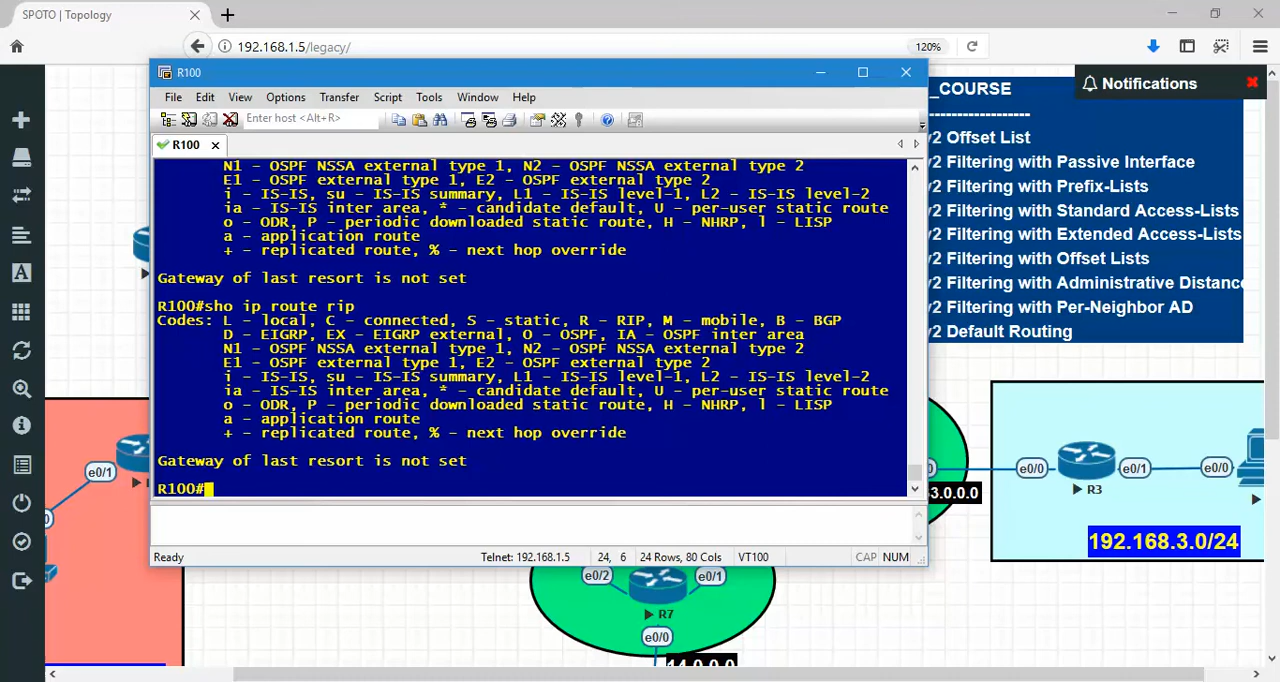 SPOTO | Topology
192.168.1.5/legacy/
120%
R100
File Edit View Options Transfer Script Tools Window Help
Enter host <Alt+R>
R100
N1 - OSPF NSSA external type 1, N2 - OSPF NSSA external type 2
E1 - OSPF external type 1, E2 - OSPF external type 2
i - IS-IS, su - IS-IS summary, L1 - IS-IS level-1, L2 - IS-IS level-2
ia - IS-IS inter area, * - candidate default, U - per-user static route
o - ODR, P - periodic downloaded static route, H - NHRP, l - LISP
a - application route
+ - replicated route, % - next hop override
Gateway of last resort is not set
R100#sho ip route rip
Codes: L - local, C - connected, S - static, R - RIP, M - mobile, B - BGP
D - EIGRP, EX - EIGRP external, O - OSPF, IA - OSPF inter area
N1 - OSPF NSSA external type 1, N2 - OSPF NSSA external type 2
E1 - OSPF external type 1, E2 - OSPF external type 2
i - IS-IS, su - IS-IS summary, L1 - IS-IS level-1, L2 - IS-IS level-2
ia - IS-IS inter area, * - candidate default, U - per-user static route
o - ODR, P - periodic downloaded static route, H - NHRP, l - LISP
a - application route
+ - replicated route, % - next hop override
Gateway of last resort is not set
R100#
Ready
Telnet: 192.168.1.5
24, 6
24 Rows, 80 Cols
VT100
CAP NUM
Notifications
_COURSE
------------------
v2 Offset List
v2 Filtering with Passive Interface
v2 Filtering with Prefix-Lists
v2 Filtering with Standard Access-Lists
v2 Filtering with Extended Access-Lists
v2 Filtering with Offset Lists
v2 Filtering with Administrative Distance
v2 Filtering with Per-Neighbor AD
v2 Default Routing
e0/1
e0/0
e0/1
e0/0
R3
3.0.0.0
192.168.3.0/24
e0/2
e0/1
R7
e0/0
14.0.0.0